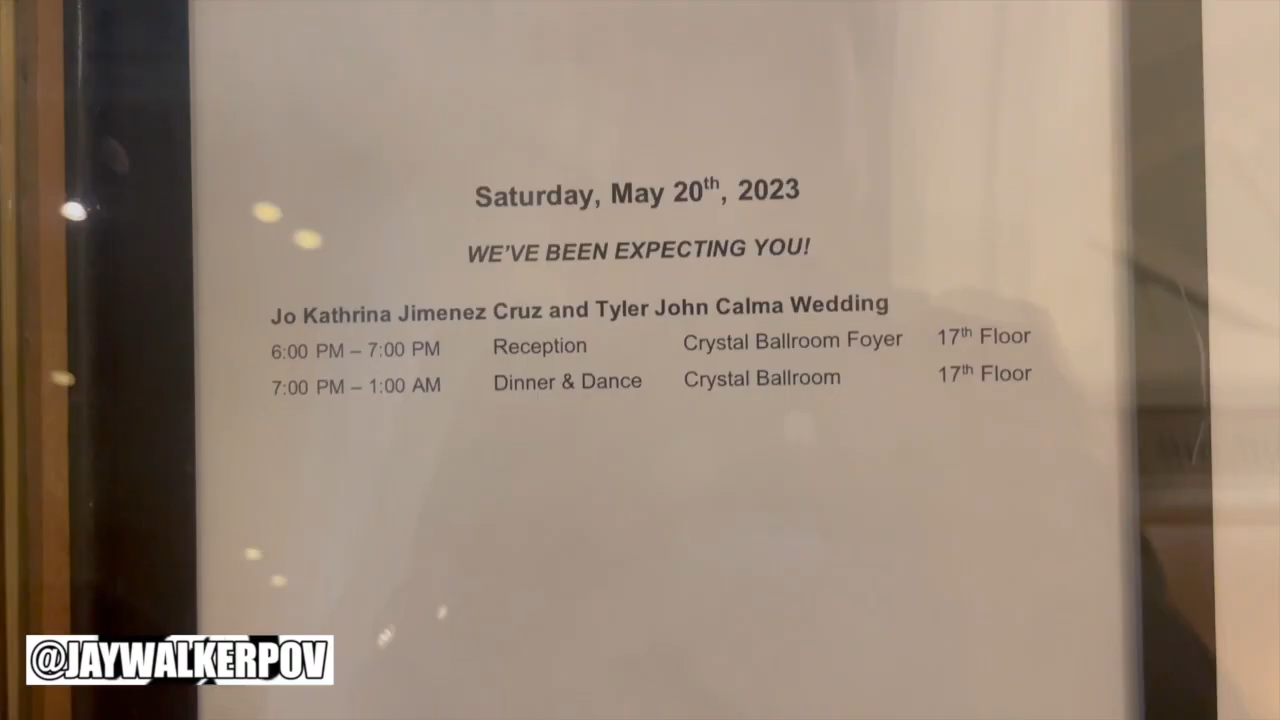 Saturday, May 20th, 2023
WE'VE BEEN EXPECTING YOU!
Jo Kathrina Jimenez Cruz and Tyler John Calma Wedding
6:00 PM – 7:00 PM Reception Crystal Ballroom Foyer 17th Floor
7:00 PM – 1:00 AM Dinner & Dance Crystal Ballroom 17th Floor
@JAYWALKERPOV